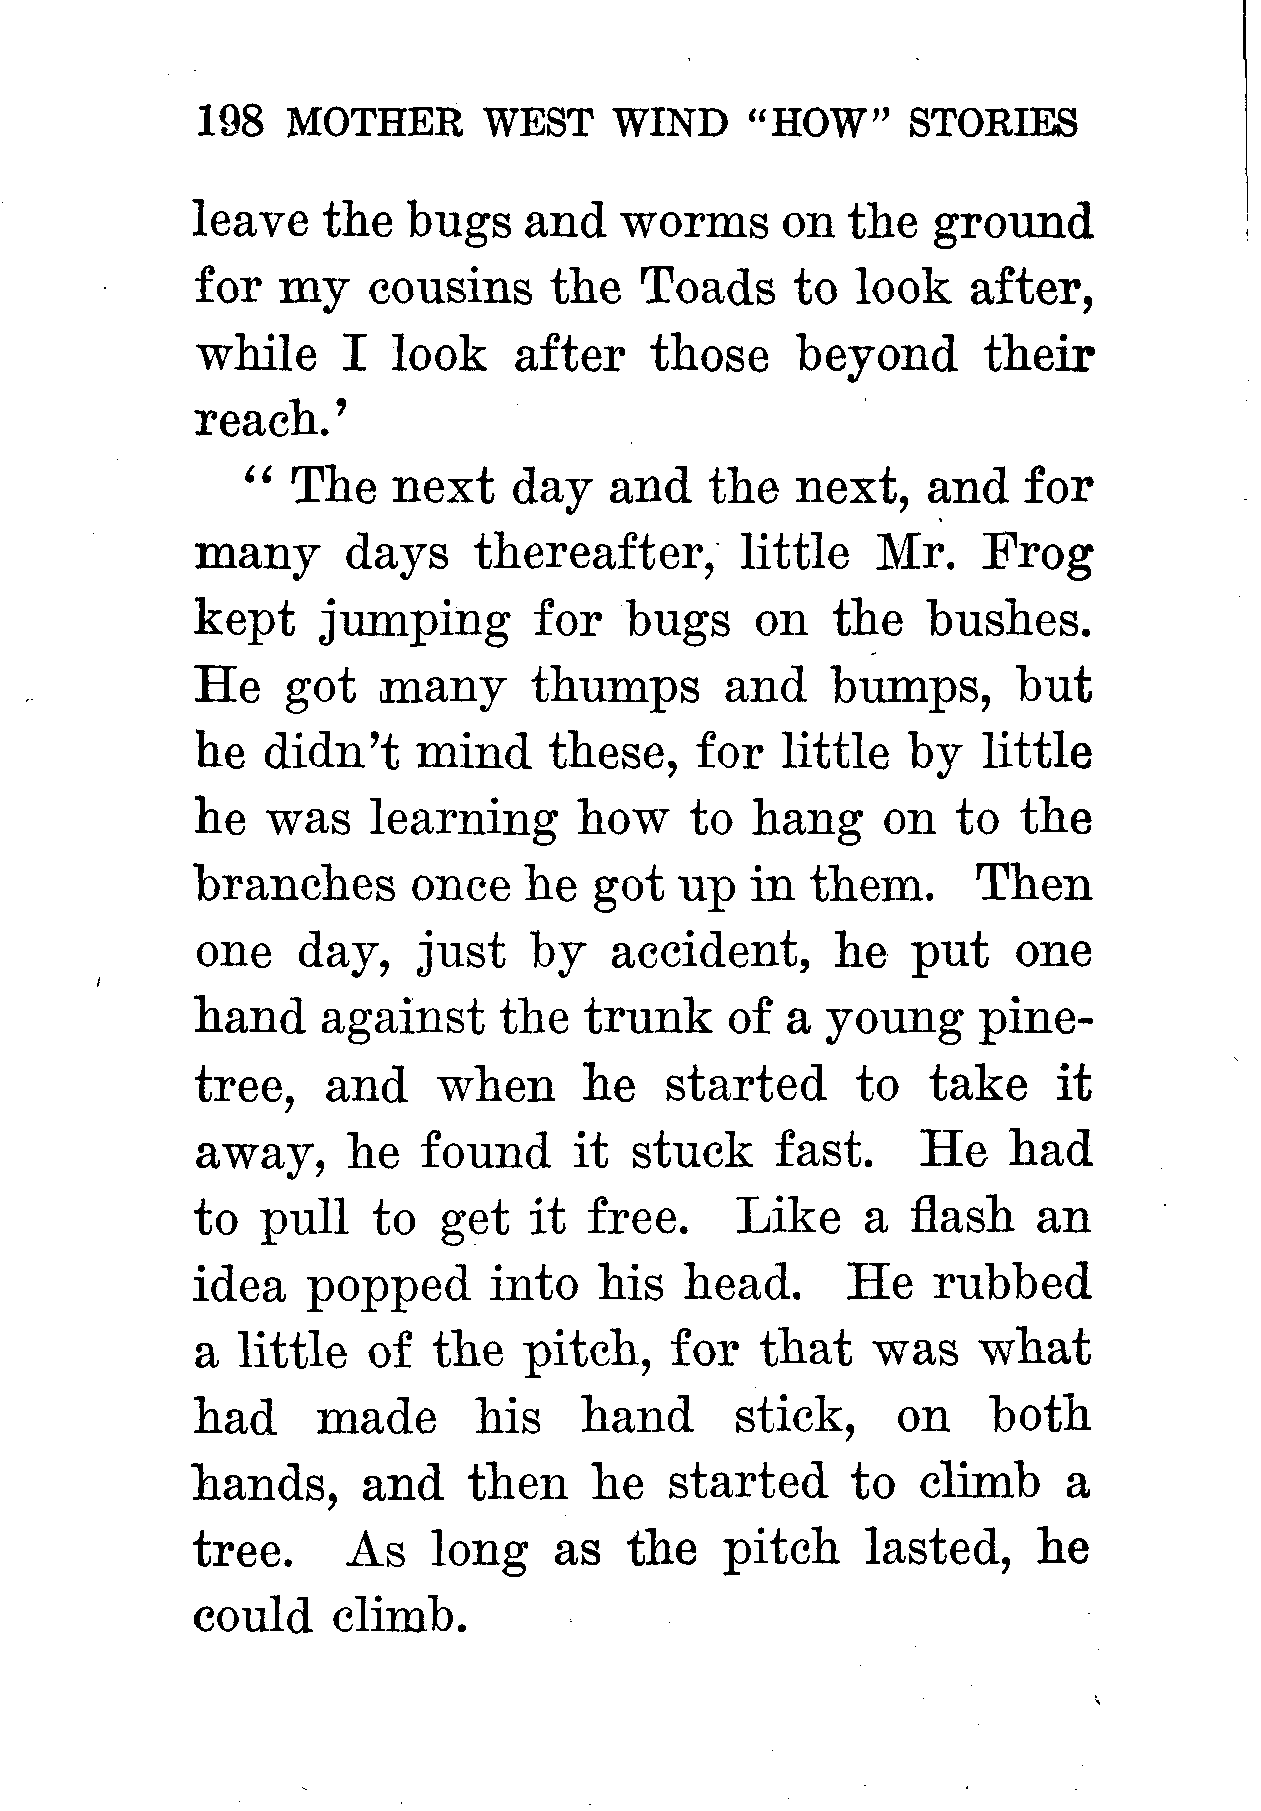 198 MOTHER WEST WIND "HOW" STORIES
leave the bugs and worms on the ground
for my cousins the Toads to look after,
while I look after those beyond their
reach.'
"The next day and the next, and for
many days thereafter, little Mr. Frog
kept jumping for bugs on the bushes.
He got many thumps and bumps, but
he didn't mind these, for little by little
he was learning how to hang on to the
branches once he got up in them. Then
one day, just by accident, he put one
hand against the trunk of a young pine-
tree, and when he started to take it
away, he found it stuck fast. He had
to pull to get it free. Like a flash an
idea popped into his head. He rubbed
a little of the pitch, for that was what
had made his hand stick, on both
hands, and then he started to climb a
tree. As long as the pitch lasted, he
could climb.